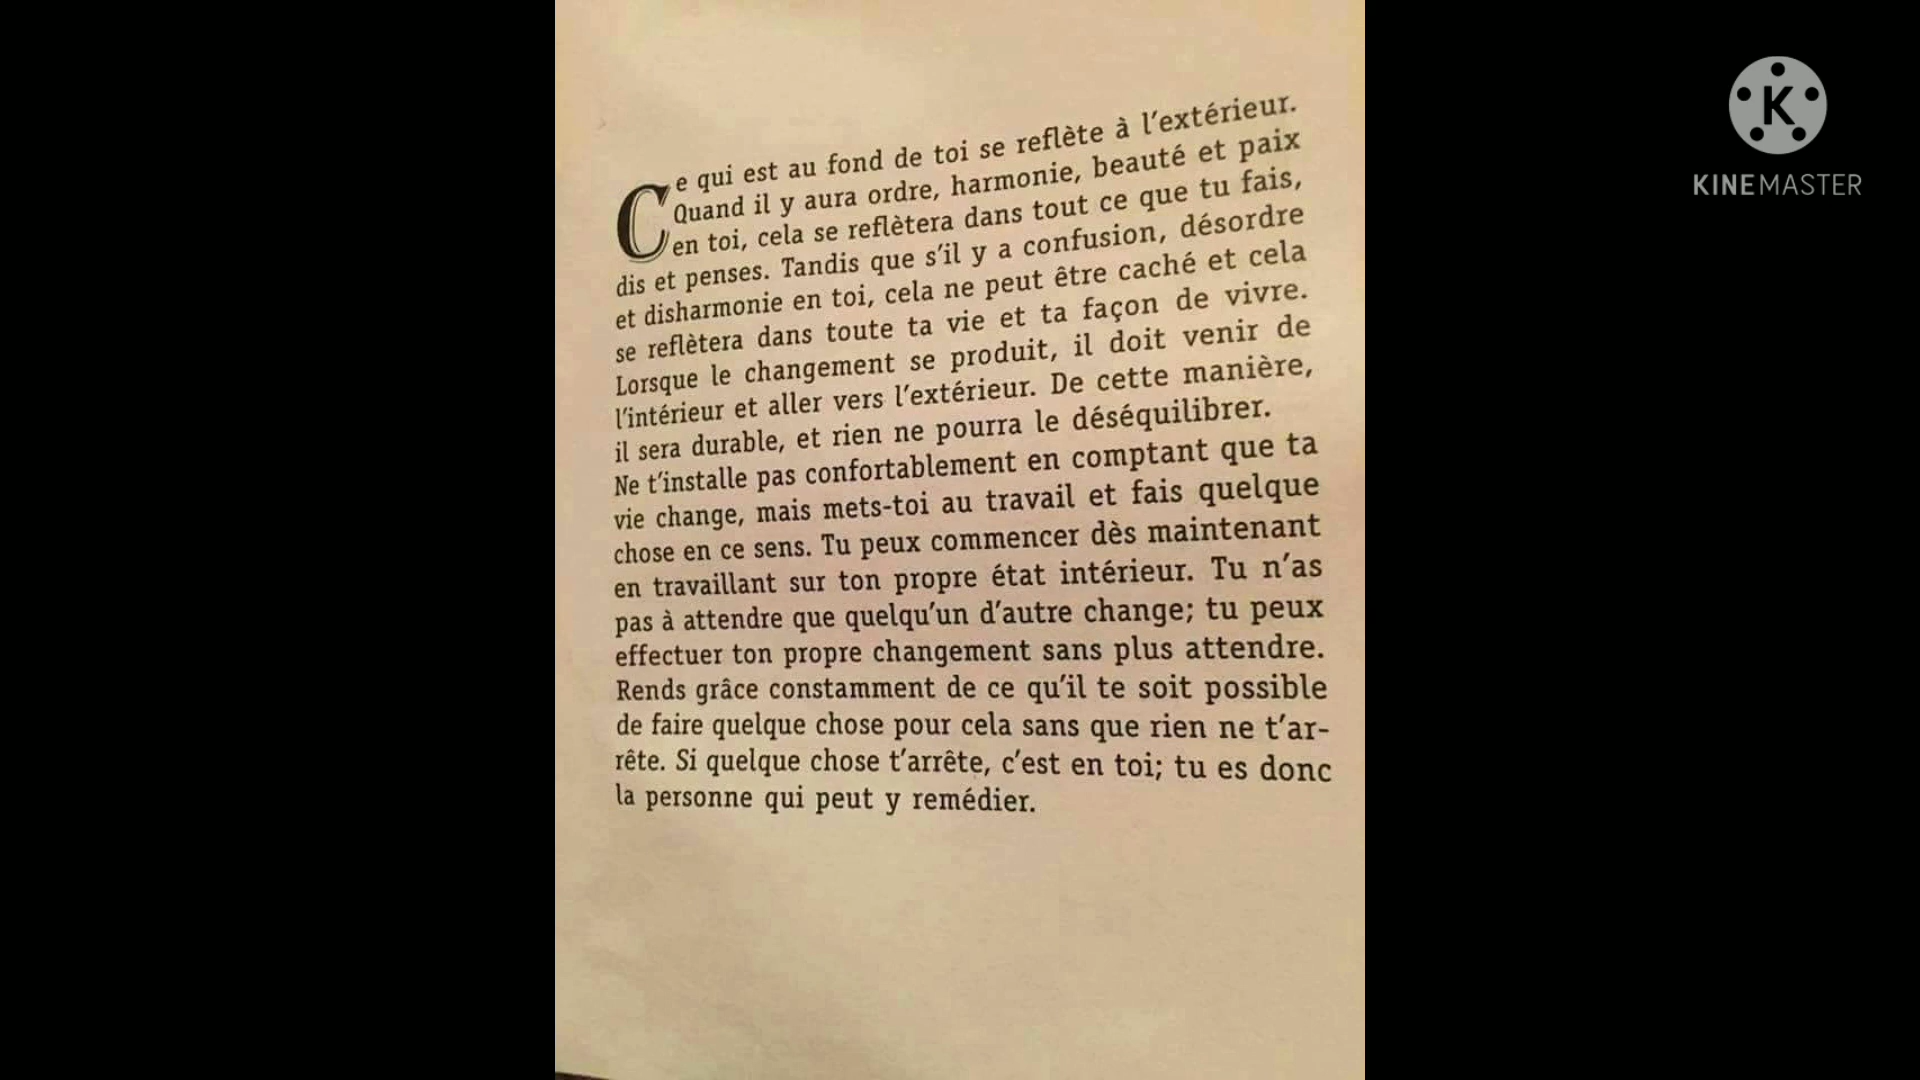 Ce qui est au fond de toi se reflète à l’extérieur.
Quand il y aura ordre, harmonie, beauté et paix
en toi, cela se reflètera dans tout ce que tu fais,
dis et penses. Tandis que s’il y a confusion, désordre
et disharmonie en toi, cela ne peut être caché et cela
se reflètera dans toute ta vie et ta façon de vivre.
Lorsque le changement se produit, il doit venir de
l’intérieur et aller vers l’extérieur. De cette manière,
il sera durable, et rien ne pourra le déséquilibrer.
Ne t’installe pas confortablement en comptant que ta
vie change, mais mets-toi au travail et fais quelque
chose en ce sens. Tu peux commencer dès maintenant
en travaillant sur ton propre état intérieur. Tu n’as
pas à attendre que quelqu’un d’autre change; tu peux
effectuer ton propre changement sans plus attendre.
Rends grâce constamment de ce qu’il te soit possible
de faire quelque chose pour cela sans que rien ne t’ar-
rête. Si quelque chose t’arrête, c’est en toi; tu es donc
la personne qui peut y remédier.
K
KINEMASTER